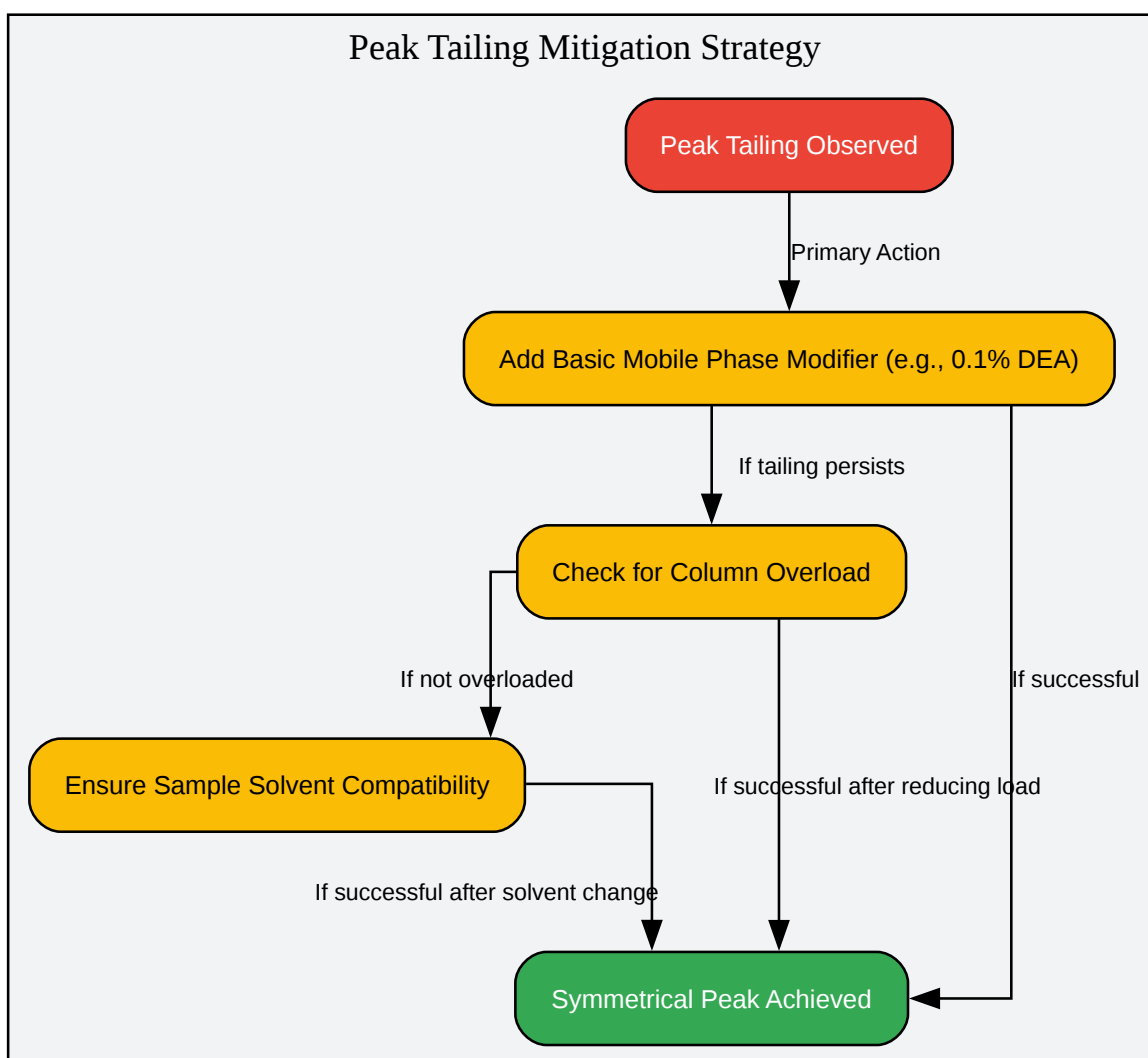 Peak Tailing Mitigation Strategy
Peak Tailing Observed
Primary Action
Add Basic Mobile Phase Modifier (e.g., 0.1% DEA)
If tailing persists
Check for Column Overload
If not overloaded
If successful
Ensure Sample Solvent Compatibility
If successful after reducing load
If successful after solvent change
Symmetrical Peak Achieved